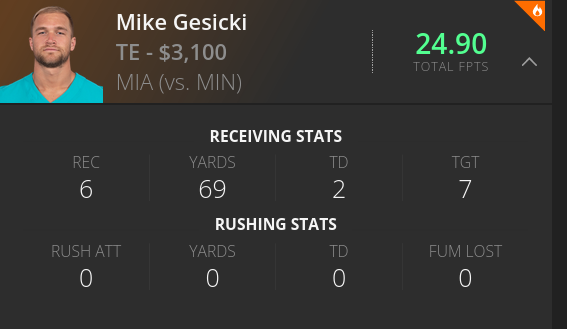 Mike Gesicki
TE - $3,100
MIA (vs. MIN)
24.90
TOTAL FPTS
RECEIVING STATS
REC YARDS TD TGT
6 69 2 7
RUSHING STATS
RUSH ATT YARDS TD FUM LOST
0 0 0 0